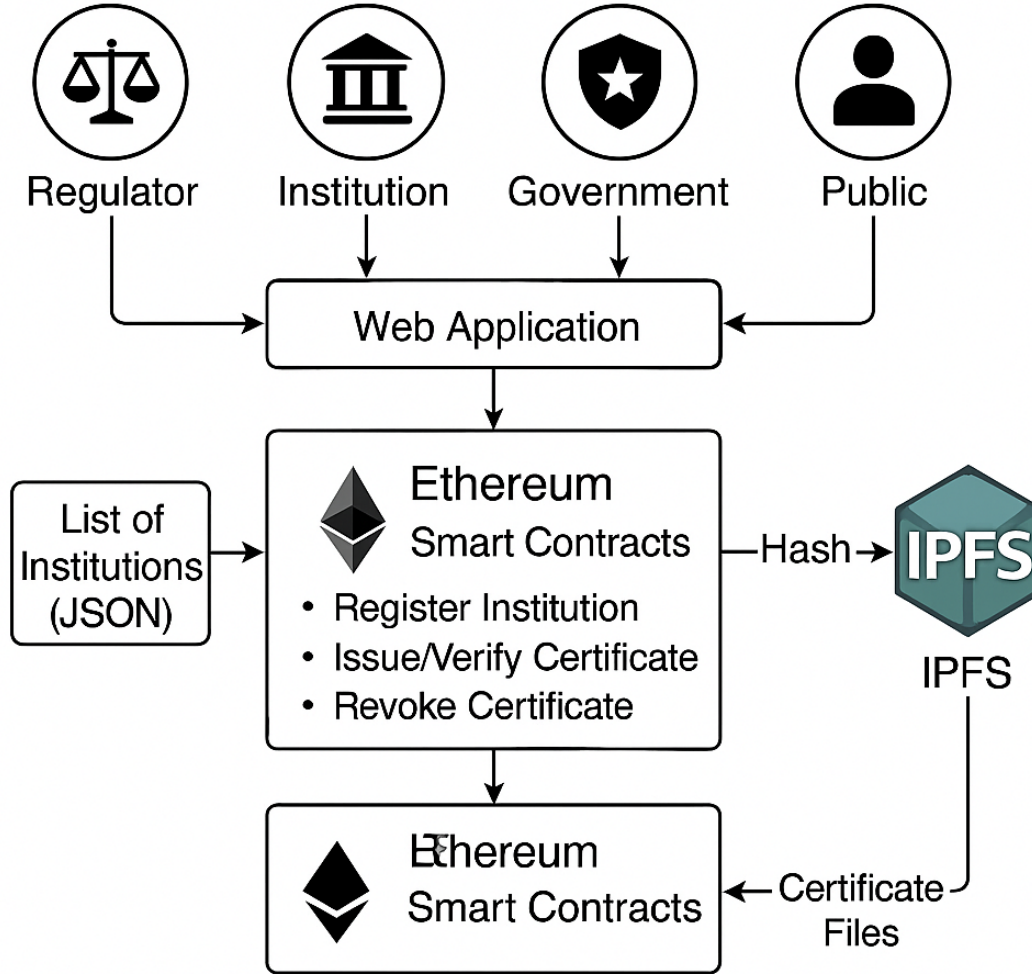 Regulator
Institution
Government
Public
Web Application
List of
Institutions
(JSON)
Ethereum
Smart Contracts
• Register Institution
• Issue/Verify Certificate
• Revoke Certificate
Hash
IPFS
IPFS
Ethereum
Smart Contracts
Certificate
Files